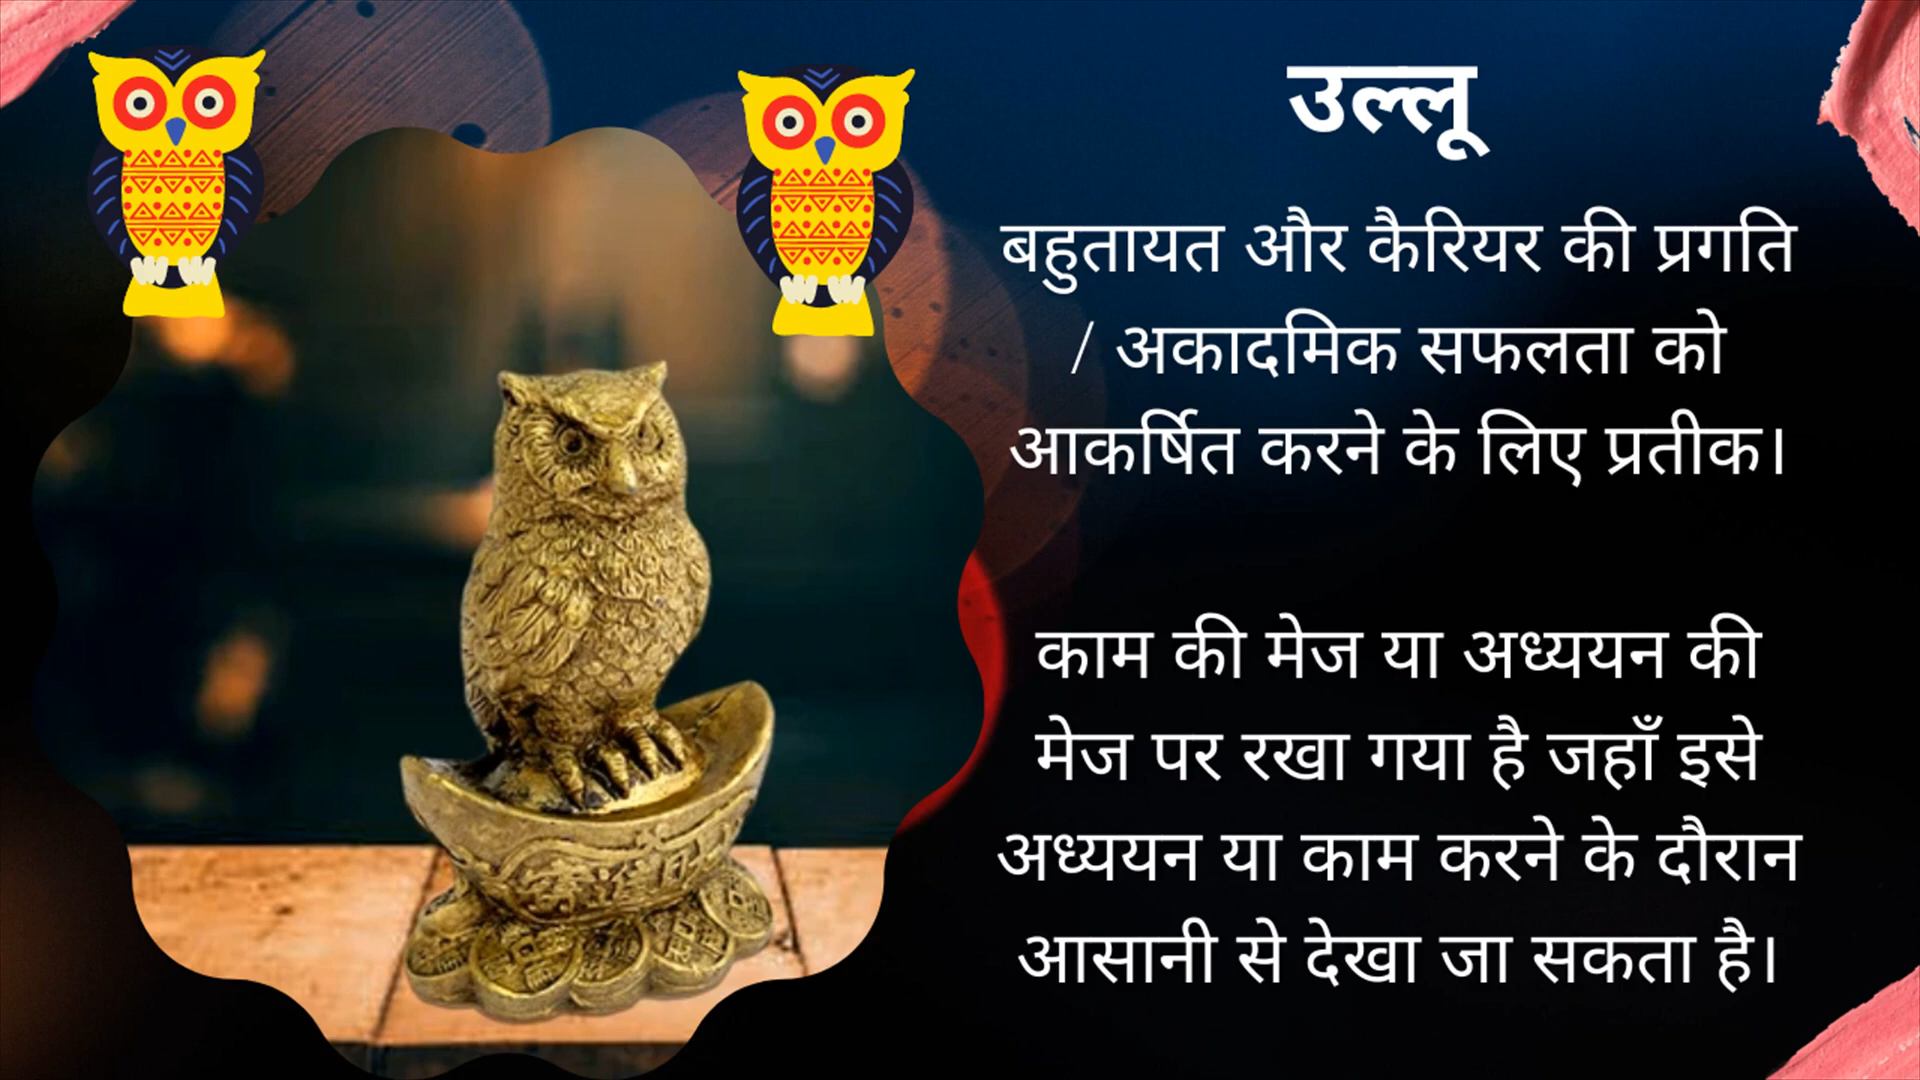 उल्लू
बहुतायत और कैरियर की प्रगति
/ अकादमिक सफलता को
आकर्षित करने के लिए प्रतीक।
काम की मेज या अध्ययन की
मेज पर रखा गया है जहाँ इसे
अध्ययन या काम करने के दौरान
आसानी से देखा जा सकता है।